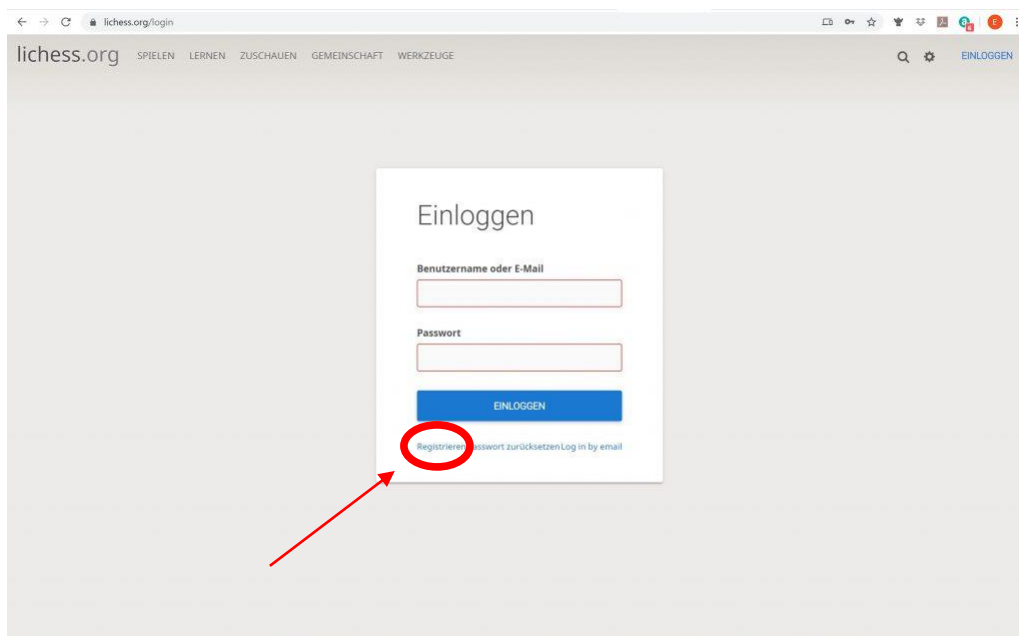 lichess.org/login
lichess.org SPIELEN LERNEN ZUSCHAUEN GEMEINSCHAFT WERKZEUGE EINLOGGEN
Einloggen
Benutzername oder E-Mail
Passwort
EINLOGGEN
Registrieren Passwort zurücksetzen Log in by email